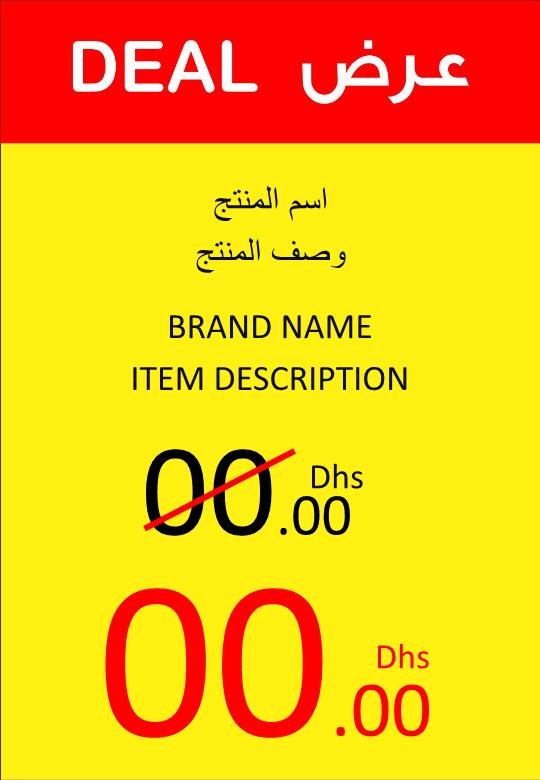 DEAL عرض
اسم المنتج
وصف المنتج
BRAND NAME
ITEM DESCRIPTION
00.00 Dhs
00.00 Dhs